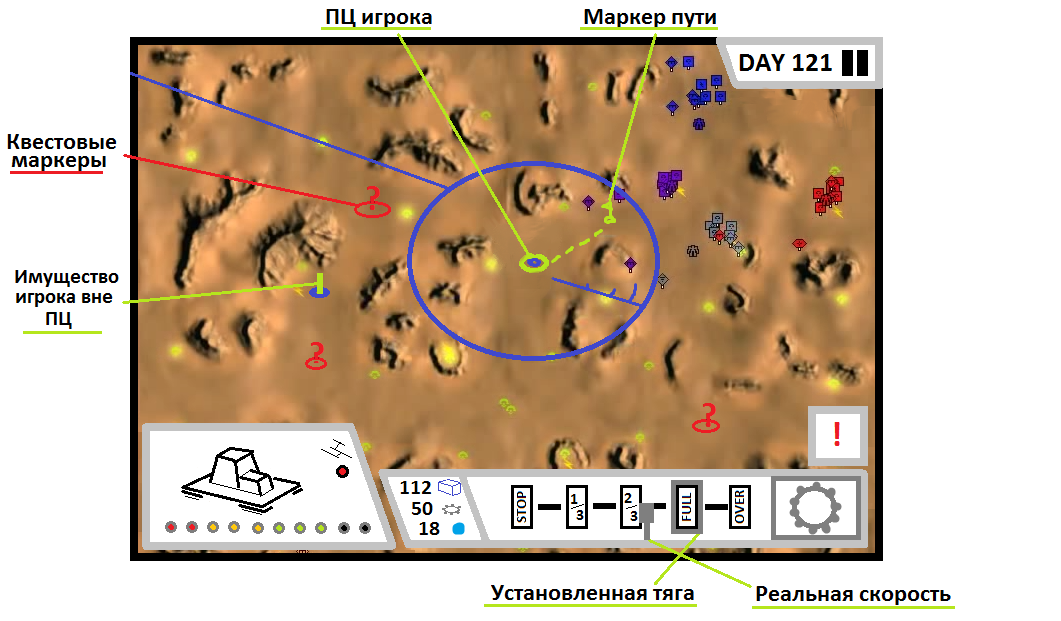 ПЦ игрока
Маркер пути
DAY 121
Квестовые
маркеры
?
Имущество
игрока вне
ПЦ
?
?
!
112
50
18
STOP
1
3
2
3
FULL
OVER
Установленная тяга
Реальная скорость